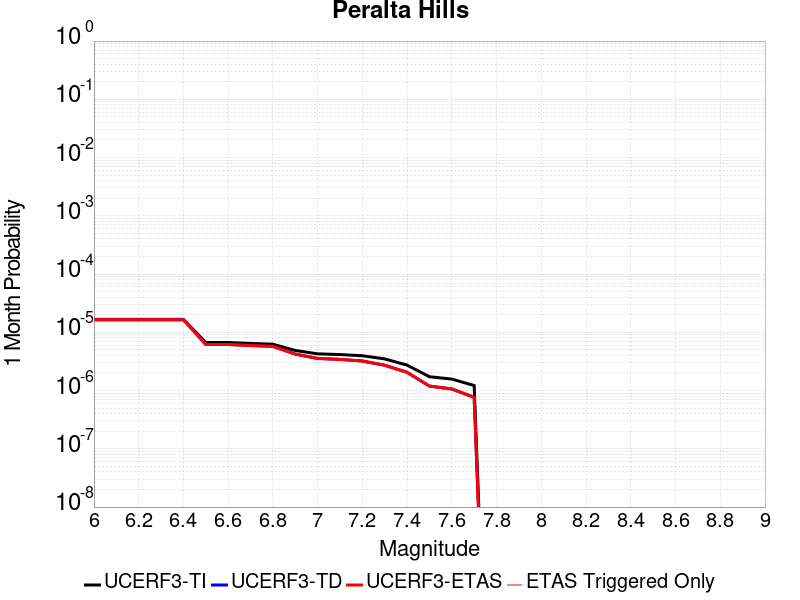 Peralta Hills
1 Month Probability
10^0
10^-1
10^-2
10^-3
10^-4
10^-5
10^-6
10^-7
10^-8
6 6.2 6.4 6.6 6.8 7 7.2 7.4 7.6 7.8 8 8.2 8.4 8.6 8.8 9
Magnitude
UCERF3-TI UCERF3-TD UCERF3-ETAS ETAS Triggered Only